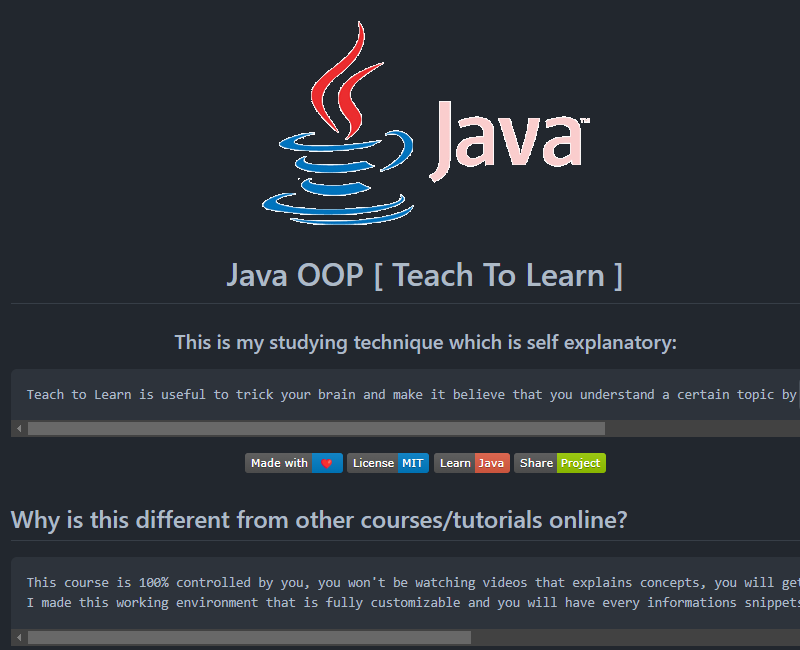 Java™
Java OOP [ Teach To Learn ]
This is my studying technique which is self explanatory:
Teach to Learn is useful to trick your brain and make it believe that you understand a certain topic by
Made with License MIT Learn Java Share Project
Why is this different from other courses/tutorials online?
This course is 100% controlled by you, you won't be watching videos that explains concepts, you will get
I made this working environment that is fully customizable and you will have every informations snippets